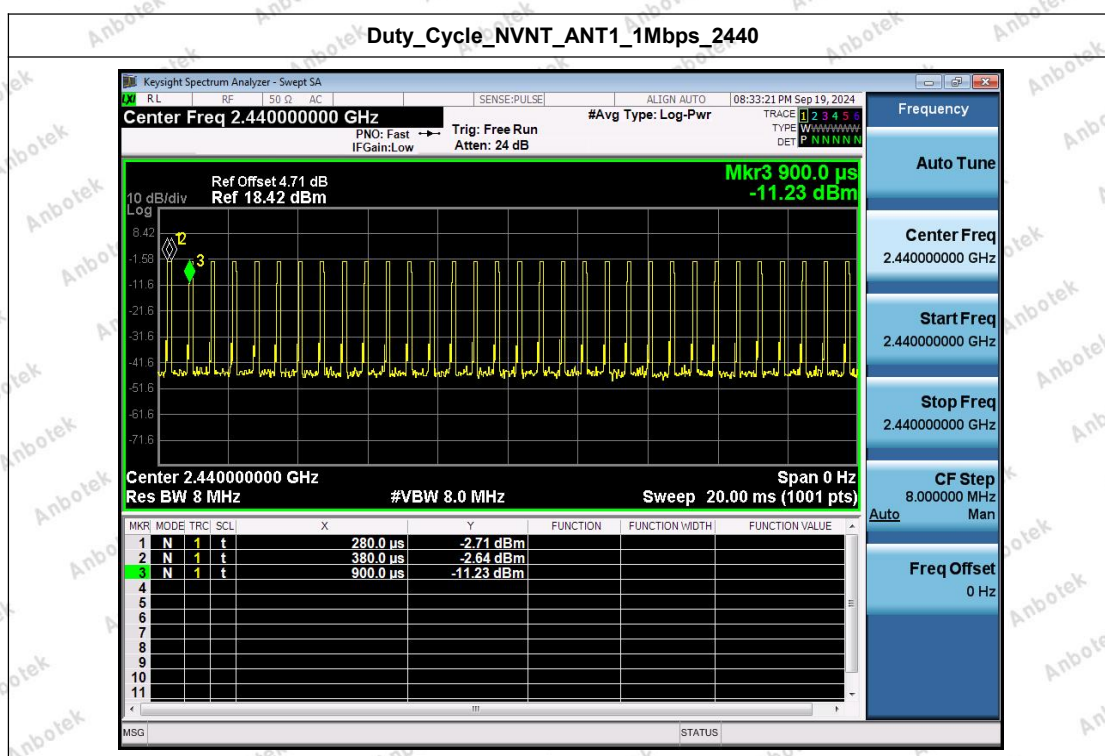 Duty_Cycle_NVNT_ANT1_1Mbps_2440
Keysight Spectrum Analyzer - Swept SA
LXI RL RF 50 Ω AC SENSE:PULSE ALIGN AUTO 08:33:21 PM Sep 19, 2024
Center Freq 2.440000000 GHz #Avg Type: Log-Pwr TRACE 1 2 3 4 5 6
PNO: Fast Trig: Free Run TYPE WWWWWW
IFGain:Low Atten: 24 dB DET P N N N N N
Mkr3 900.0 µs
-11.23 dBm
Ref Offset 4.71 dB
10 dB/div Ref 18.42 dBm
Log
8.42
-1.58
-11.6
-21.6
-31.6
-41.6
-51.6
-61.6
-71.6
1 2
3
Center 2.440000000 GHz Span 0 Hz
Res BW 8 MHz #VBW 8.0 MHz Sweep 20.00 ms (1001 pts)
MKR MODE TRC SCL X Y FUNCTION FUNCTION WIDTH FUNCTION VALUE
1 N 1 t 280.0 µs -2.71 dBm
2 N 1 t 380.0 µs -2.64 dBm
3 N 1 t 900.0 µs -11.23 dBm
4
5
6
7
8
9
10
11
MSG STATUS
Frequency
Auto Tune
Center Freq
2.440000000 GHz
Start Freq
2.440000000 GHz
Stop Freq
2.440000000 GHz
CF Step
8.000000 MHz
Auto Man
Freq Offset
0 Hz
Anbotek